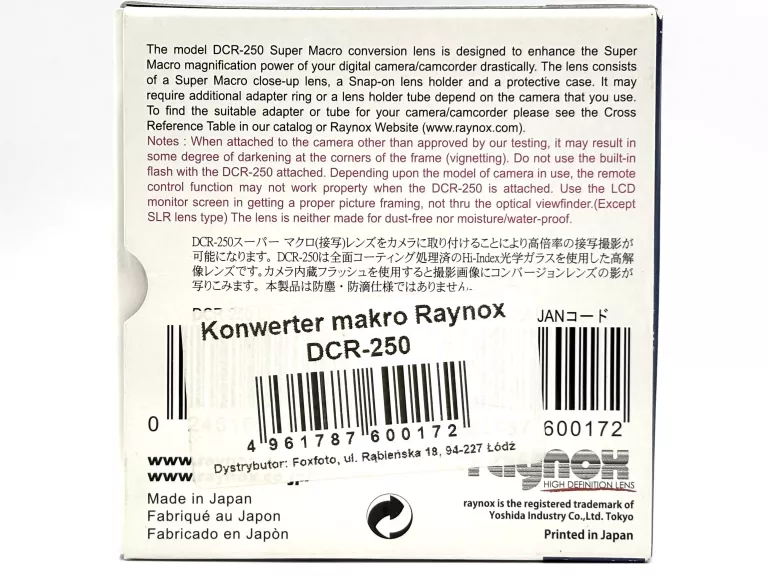 The model DCR-250 Super Macro conversion lens is designed to enhance the Super
Macro magnification power of your digital camera/camcorder drastically. The lens consists
of a Super Macro close-up lens, a Snap-on lens holder and a protective case. It may
require additional adapter ring or a lens holder tube depend on the camera that you use.
To find the suitable adapter or tube for your camera/camcorder please see the Cross
Reference Table in our catalog or Raynox Website (www.raynox.com).
Notes : When attached to the camera other than approved by our testing, it may result in
some degree of darkening at the corners of the frame (vignetting). Do not use the built-in
flash with the DCR-250 attached. Depending upon the model of camera in use, the remote
control function may not work properly when the DCR-250 is attached. Use the LCD
monitor screen in getting a proper picture framing, not thru the optical viewfinder.(Except
SLR lens type) The lens is neither made for dust-free nor moisture/water-proof.
DCR-250スーパー マクロ(接写)レンズをカメラに取り付けることにより高倍率の接写撮影が
可能になります。DCR-250は全面コーティング処理済のHi-Index光学ガラスを使用した高解
像レンズです。カメラ内蔵フラッシュを使用すると撮影画像にコンバージョンレンズの影が
写りこみます。本製品は防塵・防滴仕様ではありません。
JANコード
Konwerter makro Raynox
DCR-250
0
600172
4 961787 600172
Dystrybutor: Foxfoto, ul. Rąbieńska 18, 94-227 Łódź
www.
www.
raynox
HIGH DEFINITION LENS
Made in Japan
Fabriqué au Japon
Fabricado en Japòn
raynox is the registered trademark of
Yoshida Industry Co.,Ltd. Tokyo
Printed in Japan